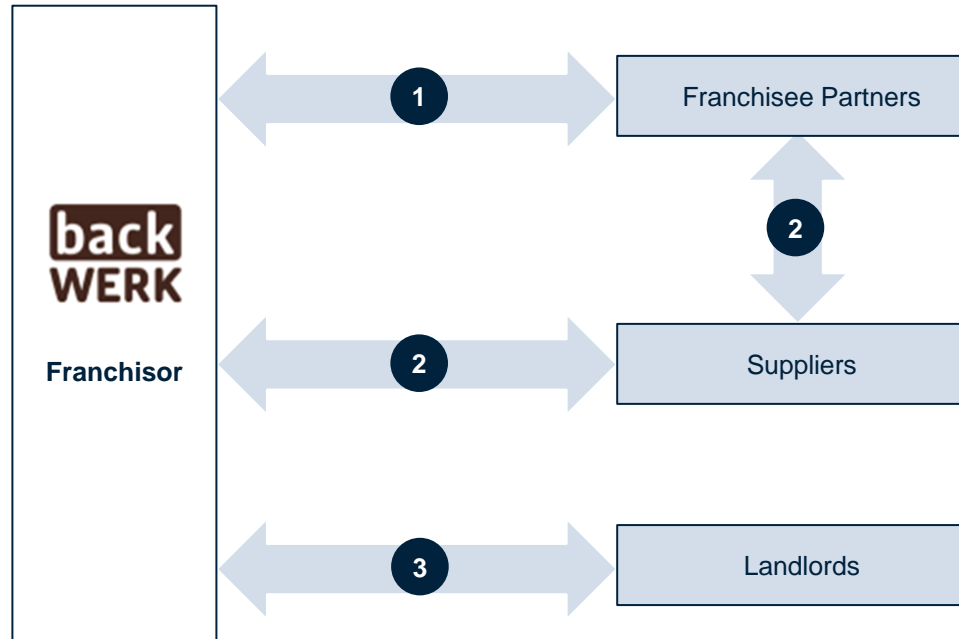 1
Franchisee Partners
back
WERK
2
Franchisor
2
Suppliers
3
Landlords